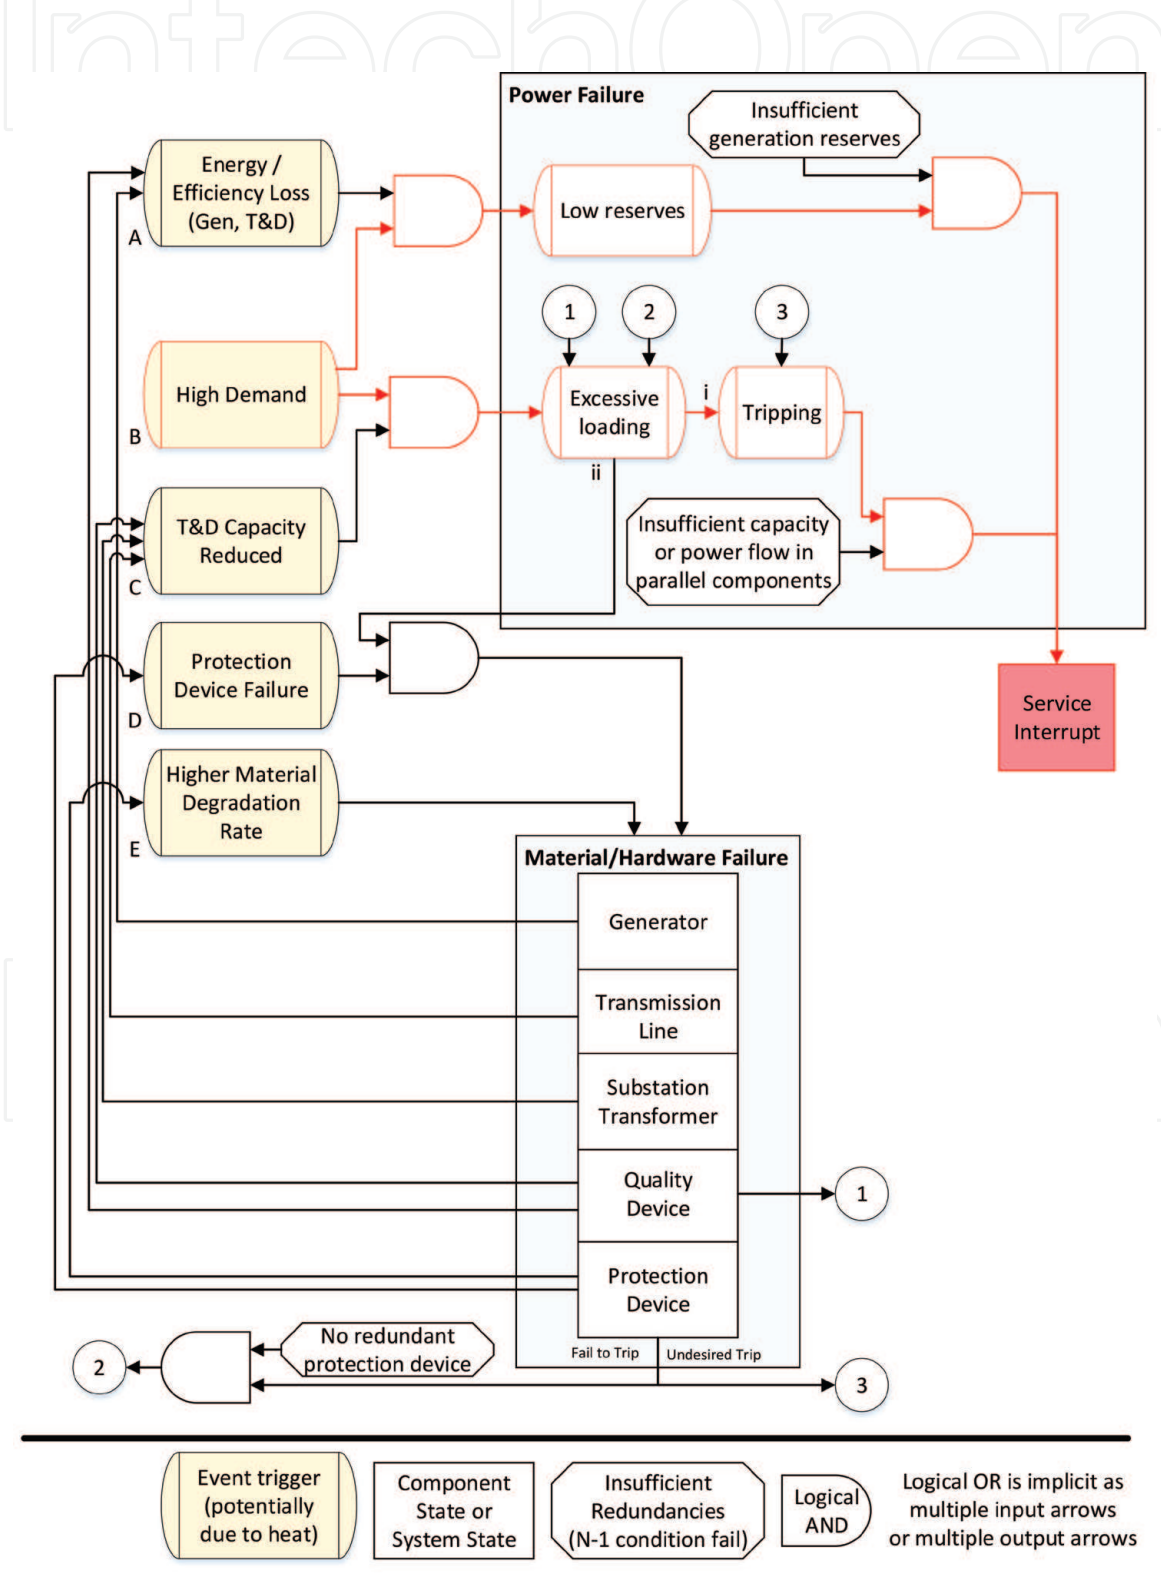 IntechOpen
Power Failure
Insufficient
generation reserves
Energy /
Efficiency Loss
(Gen, T&D)
A
Low reserves
1
2
3
High Demand
B
Excessive
loading
i
Tripping
ii
T&D Capacity
Reduced
C
Insufficient capacity
or power flow in
parallel components
Protection
Device Failure
D
Service
Interrupt
Higher Material
Degradation
Rate
E
Material/Hardware Failure
Generator
Transmission
Line
Substation
Transformer
Quality
Device
1
Protection
Device
No redundant
protection device
Fail to Trip
Undesired Trip
2
3
Event trigger
(potentially
due to heat)
Component
State or
System State
Insufficient
Redundancies
(N-1 condition fail)
Logical
AND
Logical OR is implicit as
multiple input arrows
or multiple output arrows